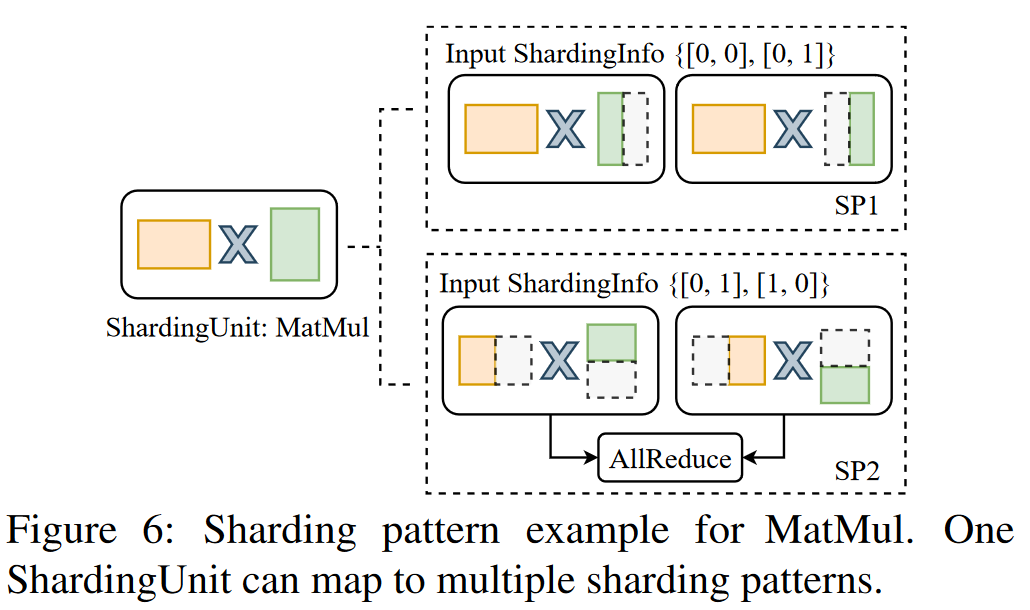 Input ShardingInfo {[0, 0], [0, 1]}
X
X
SP1
X
ShardingUnit: MatMul
Input ShardingInfo {[0, 1], [1, 0]}
X
X
AllReduce
SP2
Figure 6: Sharding pattern example for MatMul. One
ShardingUnit can map to multiple sharding patterns.